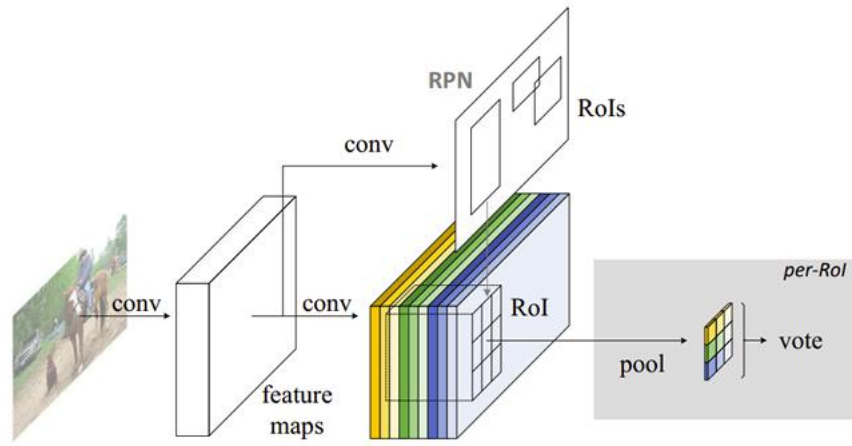 RPN
RoIs
conv
conv
conv
RoI
feature
maps
per-RoI
pool
vote